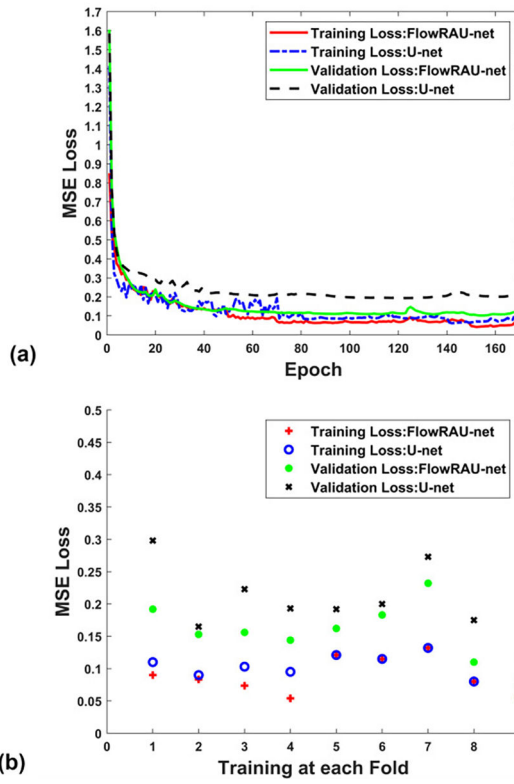 1.7
1.6
1.5
1.4
1.3
1.2
1.1
1
0.9
0.8
0.7
0.6
0.5
0.4
0.3
0.2
0.1
0
MSE Loss
Training Loss:FlowRAU-net
Training Loss:U-net
Validation Loss:FlowRAU-net
Validation Loss:U-net
0 20 40 60 80 100 120 140 160
Epoch
(a)
0.5
0.45
0.4
0.35
0.3
0.25
0.2
0.15
0.1
0.05
0
MSE Loss
Training Loss:FlowRAU-net
Training Loss:U-net
Validation Loss:FlowRAU-net
Validation Loss:U-net
0 1 2 3 4 5 6 7 8
Training at each Fold
(b)